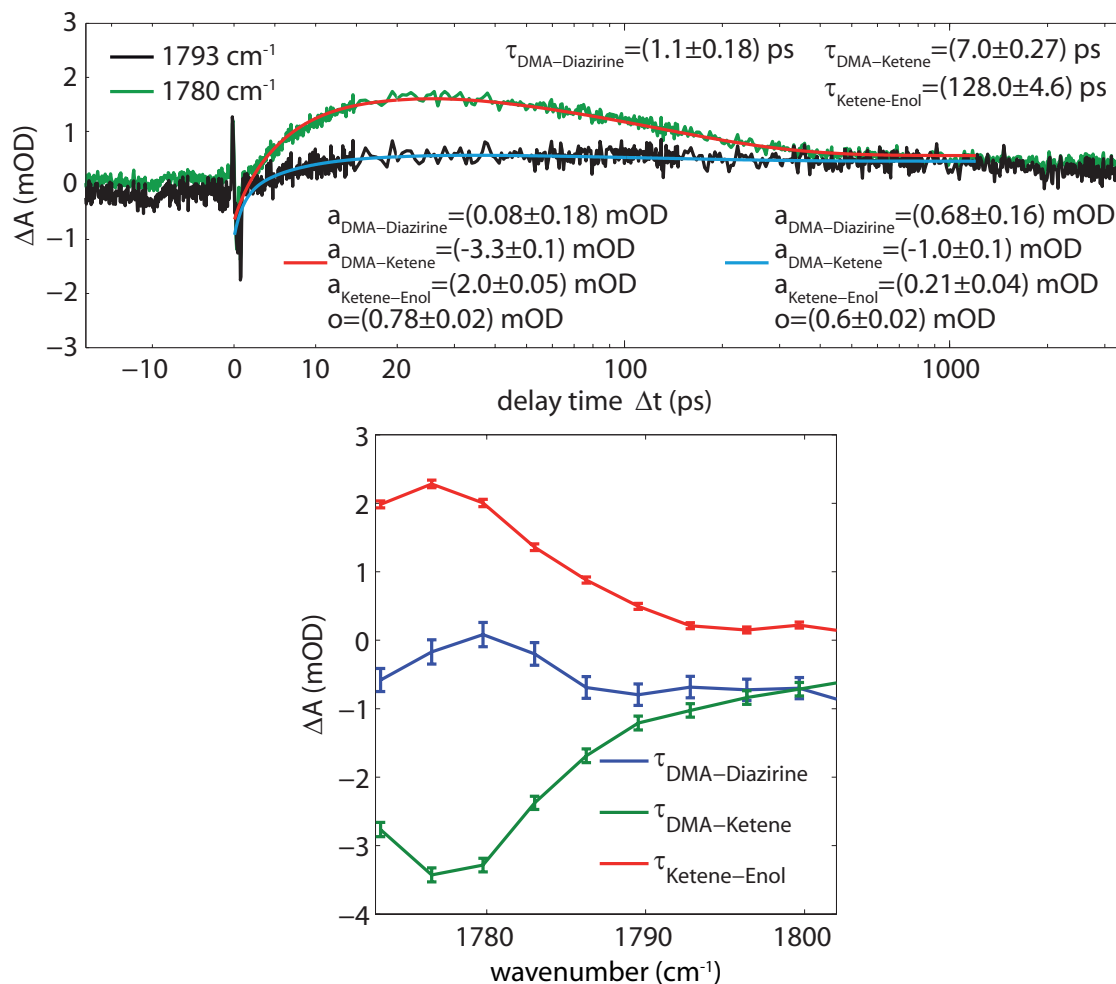 3
2
1
0
−1
−2
−3
ΔA (mOD)
1793 cm⁻¹
1780 cm⁻¹
τDMA−Diazirine=(1.1±0.18) ps
τDMA-Ketene=(7.0±0.27) ps
τKetene-Enol=(128.0±4.6) ps
aDMA−Diazirine=(0.08±0.18) mOD
aDMA−Ketene=(-3.3±0.1) mOD
aKetene−Enol=(2.0±0.05) mOD
o=(0.78±0.02) mOD
aDMA−Diazirine=(0.68±0.16) mOD
aDMA−Ketene=(-1.0±0.1) mOD
aKetene−Enol=(0.21±0.04) mOD
o=(0.6±0.02) mOD
−10 0 10 20 100 1000
delay time Δt (ps)
3
2
1
0
−1
−2
−3
−4
ΔA (mOD)
τDMA−Diazirine
τDMA−Ketene
τKetene−Enol
1780 1790 1800
wavenumber (cm⁻¹)